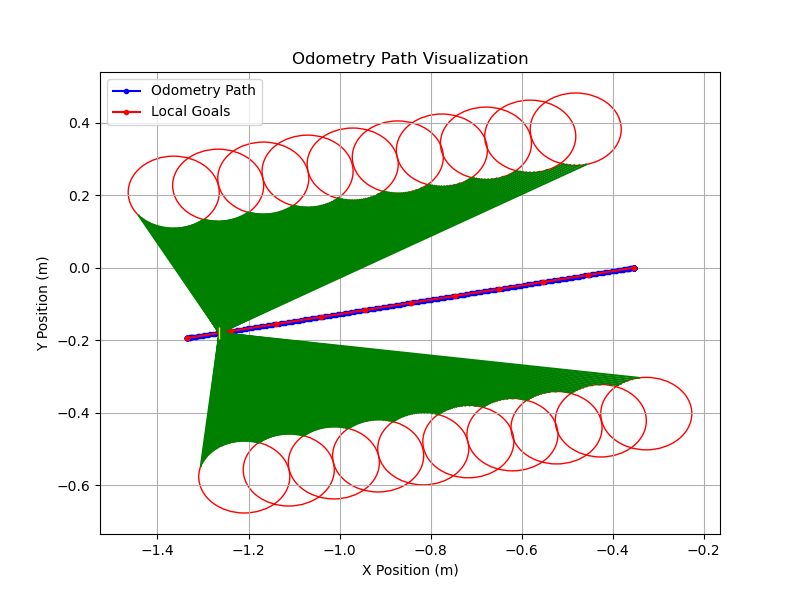 Odometry Path Visualization
Odometry Path
Local Goals
Y Position (m)
0.4
0.2
0.0
−0.2
−0.4
−0.6
−1.4
−1.2
−1.0
−0.8
−0.6
−0.4
−0.2
X Position (m)